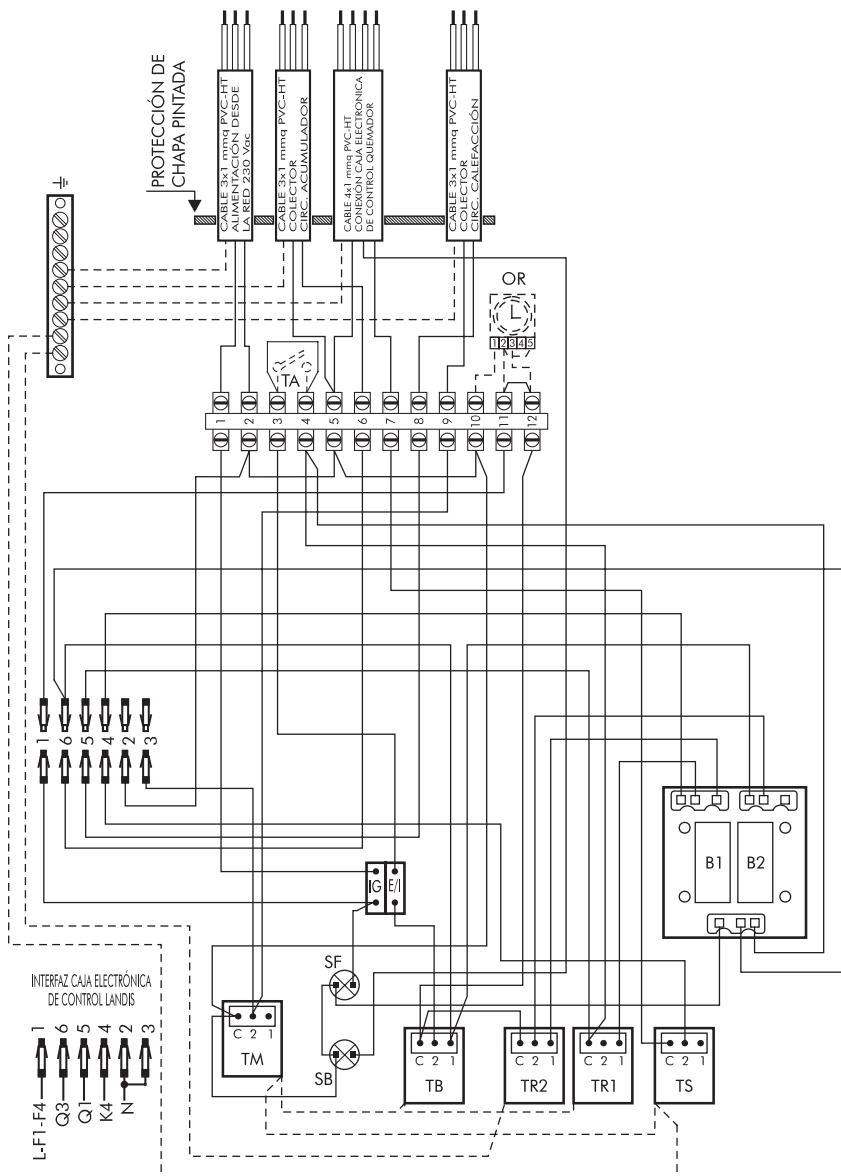 PROTECCIÓN DE
CHAPA PINTADA
CABLE 3x1 mmq PVC-HT
ALIMENTACIÓN DESDE
LA RED 230 Vac
CABLE 3x1 mmq PVC-HT
COLECTOR
CIRC. ACUMULADOR
CABLE 4x1 mmq PVC-HT
CONEXIÓN CAJA ELECTRONICA
DE CONTROL QUEMADOR
CABLE 3x1 mmq PVC-HT
COLECTOR
CIRC. CALEFACCIÓN
OR
1 2 3 4 5
TA
1 2 3 4 5 6 7 8 9 10 11 12
1 6 5 4 2 3
IG E/I
B1 B2
SF
SB
INTERFAZ CAJA ELECTRÓNICA
DE CONTROL LANDIS
1 6 5 4 2 3
L-F1-F4 Q3 Q1 K4 N
C 2 1
TM
C 2 1
TB
C 2 1
TR2
C 2 1
TR1
C 2 1
TS